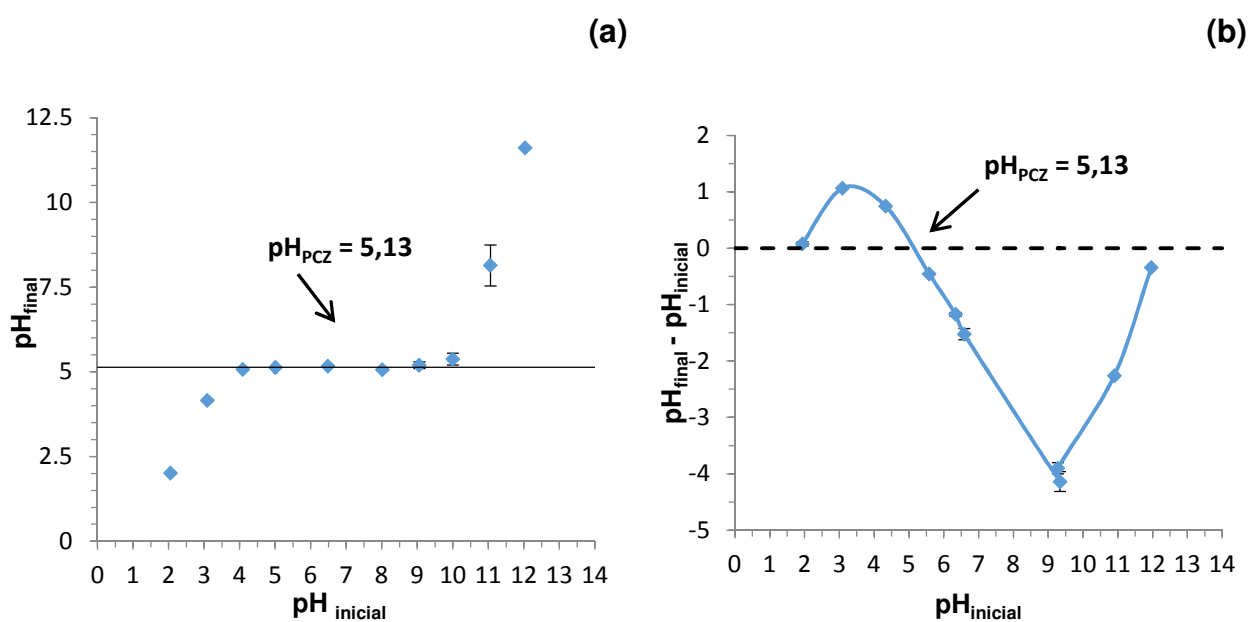 (a)
12.5
10
7.5
5
2.5
0
pH_final
pH_PCZ = 5,13
0 1 2 3 4 5 6 7 8 9 10 11 12 13 14
pH inicial
(b)
2
1
0
-1
-2
-3
-4
-5
pH_final - pH_inicial
pH_PCZ = 5,13
0 1 2 3 4 5 6 7 8 9 10 11 12 13 14
pH_inicial